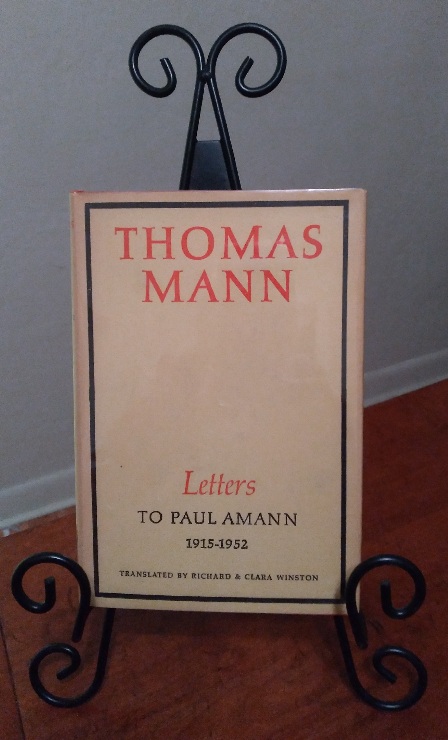 THOMAS
MANN
Letters
TO PAUL AMANN
1915-1952
TRANSLATED BY RICHARD & CLARA WINSTON